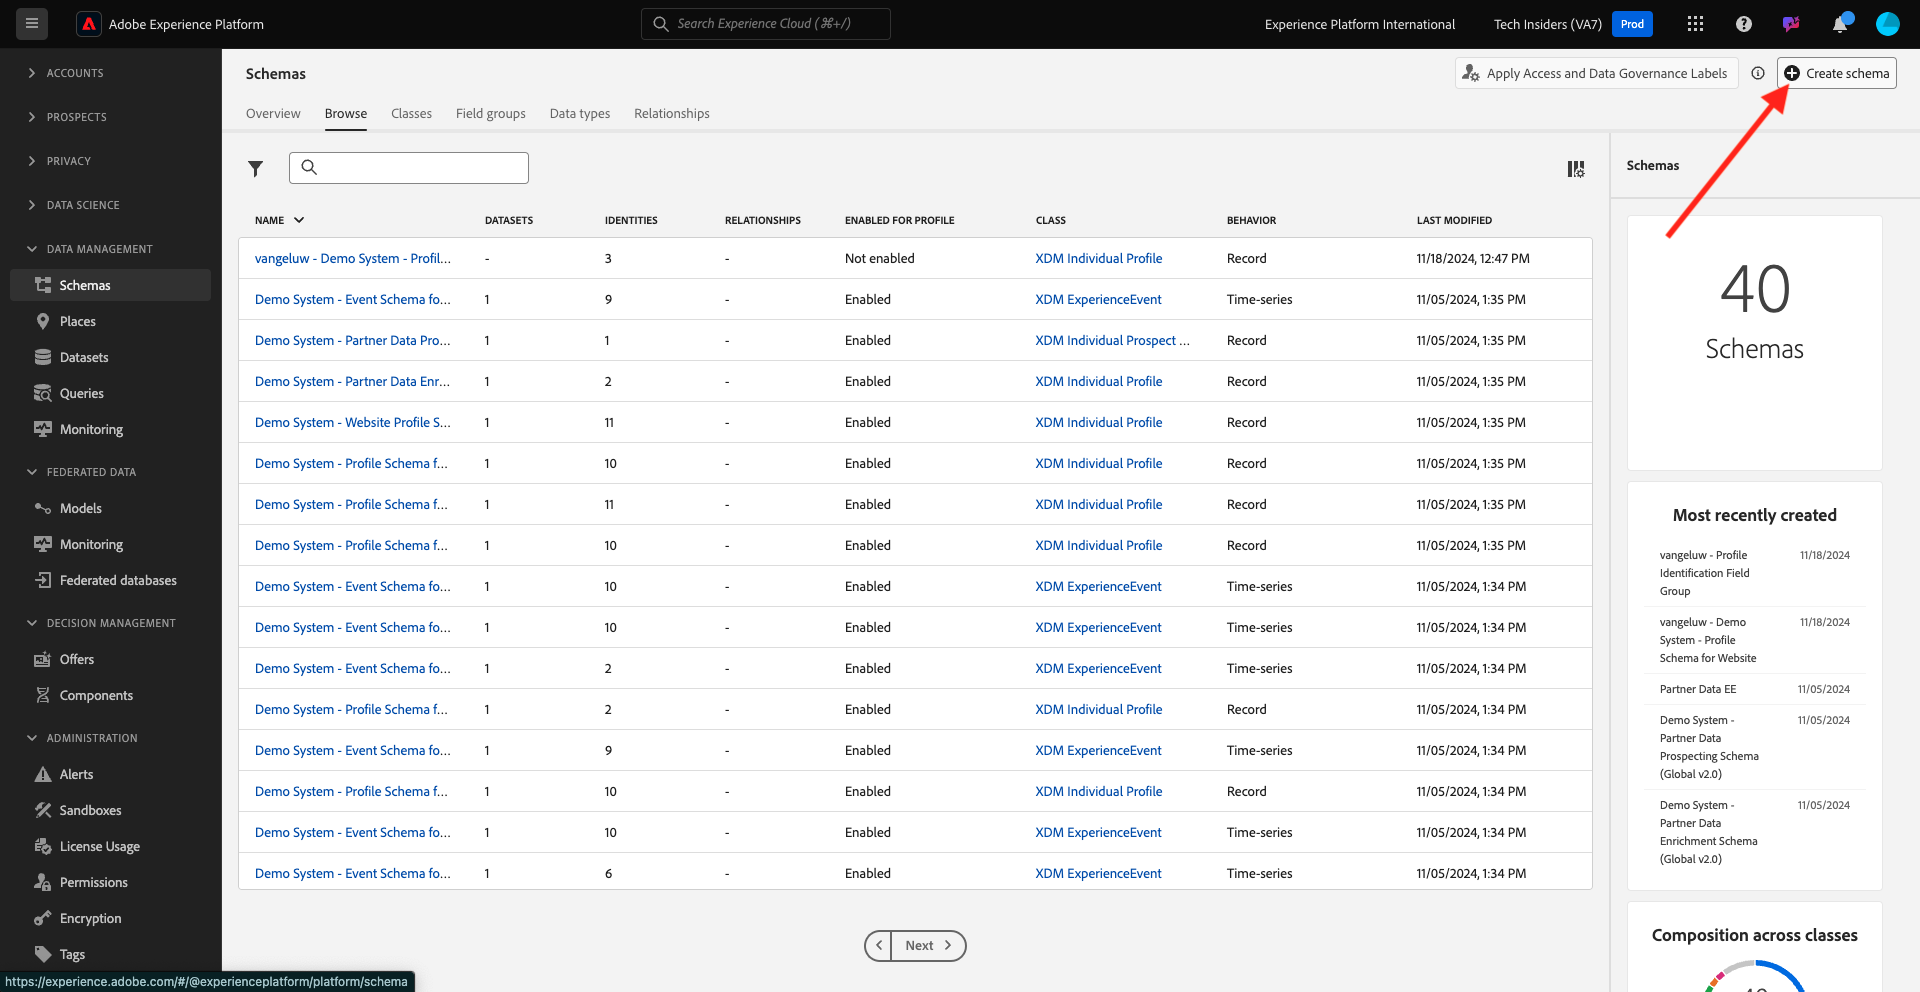 Adobe Experience Platform
Search Experience Cloud (⌘+/)
Experience Platform International
Tech Insiders (VA7)
Prod
ACCOUNTS
PROSPECTS
PRIVACY
DATA SCIENCE
DATA MANAGEMENT
Schemas
Places
Datasets
Queries
Monitoring
FEDERATED DATA
Models
Monitoring
Federated databases
DECISION MANAGEMENT
Offers
Components
ADMINISTRATION
Alerts
Sandboxes
License Usage
Permissions
Encryption
Tags
https://experience.adobe.com/#/@experienceplatform/platform/schema
Schemas
Apply Access and Data Governance Labels
Create schema
Overview Browse Classes Field groups Data types Relationships
NAME DATASETS IDENTITIES RELATIONSHIPS ENABLED FOR PROFILE CLASS BEHAVIOR LAST MODIFIED
vangeluw - Demo System - Profil... - 3 - Not enabled XDM Individual Profile Record 11/18/2024, 12:47 PM
Demo System - Event Schema fo... 1 9 - Enabled XDM ExperienceEvent Time-series 11/05/2024, 1:35 PM
Demo System - Partner Data Pro... 1 1 - Enabled XDM Individual Prospect ... Record 11/05/2024, 1:35 PM
Demo System - Partner Data Enr... 1 2 - Enabled XDM Individual Profile Record 11/05/2024, 1:35 PM
Demo System - Website Profile S... 1 11 - Enabled XDM Individual Profile Record 11/05/2024, 1:35 PM
Demo System - Profile Schema f... 1 10 - Enabled XDM Individual Profile Record 11/05/2024, 1:35 PM
Demo System - Profile Schema f... 1 11 - Enabled XDM Individual Profile Record 11/05/2024, 1:35 PM
Demo System - Profile Schema f... 1 10 - Enabled XDM Individual Profile Record 11/05/2024, 1:35 PM
Demo System - Event Schema fo... 1 10 - Enabled XDM ExperienceEvent Time-series 11/05/2024, 1:34 PM
Demo System - Event Schema fo... 1 10 - Enabled XDM ExperienceEvent Time-series 11/05/2024, 1:34 PM
Demo System - Event Schema fo... 1 2 - Enabled XDM ExperienceEvent Time-series 11/05/2024, 1:34 PM
Demo System - Profile Schema f... 1 2 - Enabled XDM Individual Profile Record 11/05/2024, 1:34 PM
Demo System - Event Schema fo... 1 9 - Enabled XDM ExperienceEvent Time-series 11/05/2024, 1:34 PM
Demo System - Profile Schema f... 1 10 - Enabled XDM Individual Profile Record 11/05/2024, 1:34 PM
Demo System - Event Schema fo... 1 10 - Enabled XDM ExperienceEvent Time-series 11/05/2024, 1:34 PM
Demo System - Event Schema fo... 1 6 - Enabled XDM ExperienceEvent Time-series 11/05/2024, 1:34 PM
Next
Schemas
40
Schemas
Most recently created
vangeluw - Profile 11/18/2024
Identification Field
Group
vangeluw - Demo 11/18/2024
System - Profile
Schema for Website
Partner Data EE 11/05/2024
Demo System - 11/05/2024
Partner Data
Prospecting Schema
(Global v2.0)
Demo System - 11/05/2024
Partner Data
Enrichment Schema
(Global v2.0)
Composition across classes